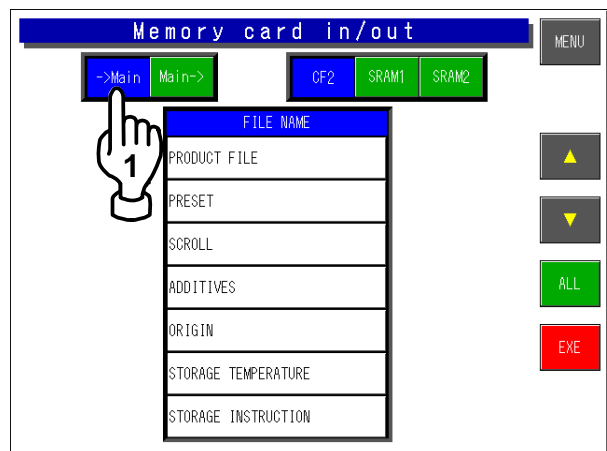 Memory card in/out
MENU
->Main Main-> CF2 SRAM1 SRAM2
1
FILE NAME
PRODUCT FILE
PRESET
SCROLL
ADDITIVES
ORIGIN
STORAGE TEMPERATURE
STORAGE INSTRUCTION
ALL
EXE